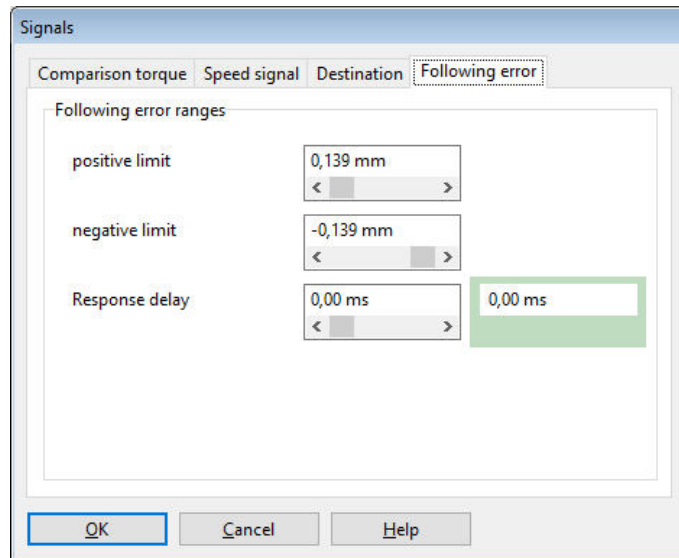 Signals
Comparison torque Speed signal Destination Following error
Following error ranges
positive limit 0,139 mm
negative limit -0,139 mm
Response delay 0,00 ms 0,00 ms
OK Cancel Help